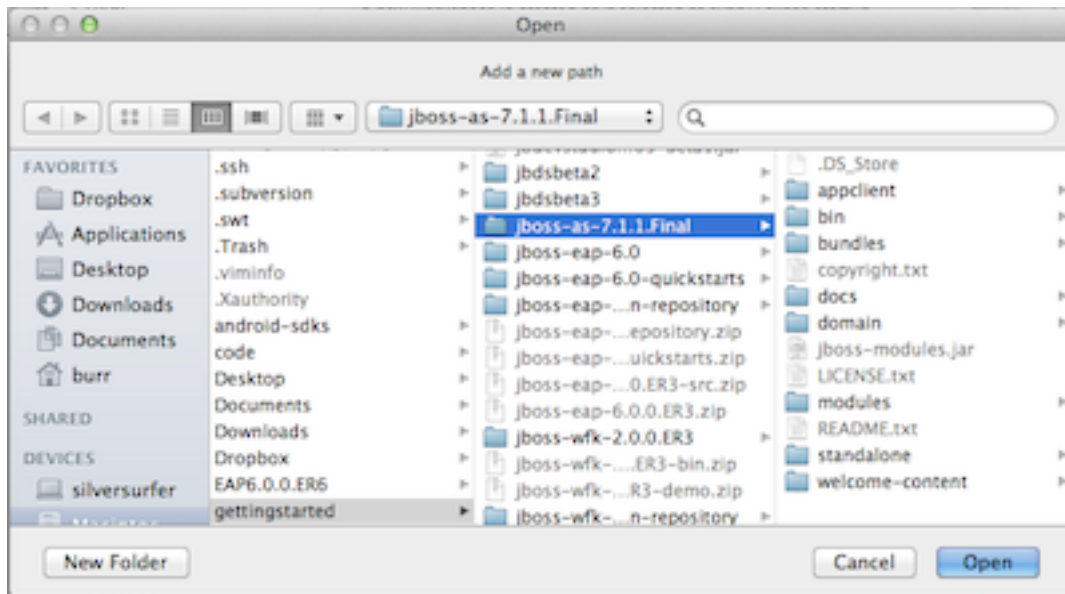 Open
Add a new path
jboss-as-7.1.1.Final
FAVORITES
Dropbox
Applications
Desktop
Downloads
Documents
burr
SHARED
DEVICES
silversurfer
.ssh
.subversion
.swt
.Trash
.viminfo
.Xauthority
android-sdks
code
Desktop
Documents
Downloads
Dropbox
EAP6.0.0.ER6
gettingstarted
jbdsbeta2
jbdsbeta3
jboss-as-7.1.1.Final
jboss-eap-6.0
jboss-eap-6.0-quickstarts
jboss-eap-...n-repository
jboss-eap-...epository.zip
jboss-eap-...uickstarts.zip
jboss-eap-...0.ER3-src.zip
jboss-eap-6.0.0.ER3.zip
jboss-wfk-2.0.0.ER3
jboss-wfk-....ER3-bin.zip
jboss-wfk-...R3-demo.zip
jboss-wfk-...n-repository
.DS_Store
appclient
bin
bundles
copyright.txt
docs
domain
jboss-modules.jar
LICENSE.txt
modules
README.txt
standalone
welcome-content
New Folder
Cancel
Open